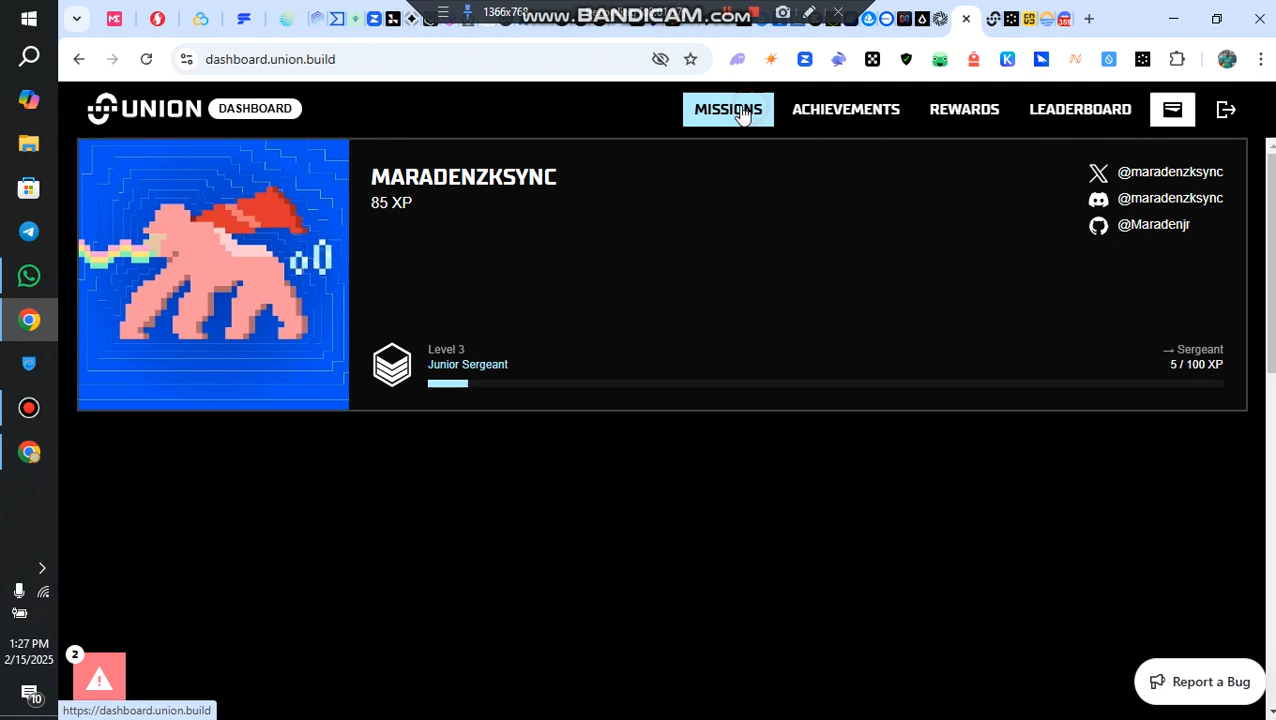 1366x768
www.BANDICAM.com
dashboard.union.build
UNION DASHBOARD
MISSIONS
ACHIEVEMENTS
REWARDS
LEADERBOARD
MARADENZKSYNC
85 XP
@maradenzksync
@maradenzksync
@Maradenjr
Level 3
Junior Sergeant
→ Sergeant
5 / 100 XP
2
Report a Bug
https://dashboard.union.build
1:27 PM
2/15/2025
10